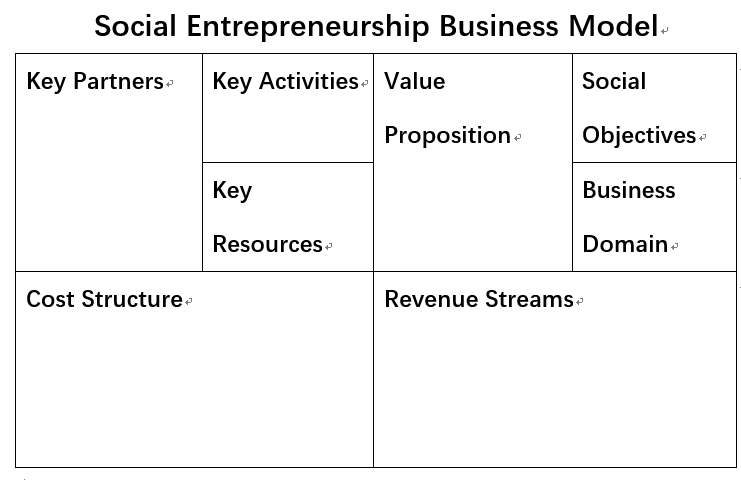 Social Entrepreneurship Business Model
Key Partners
Key Activities
Value
Proposition
Social
Objectives
Key
Resources
Business
Domain
Cost Structure
Revenue Streams